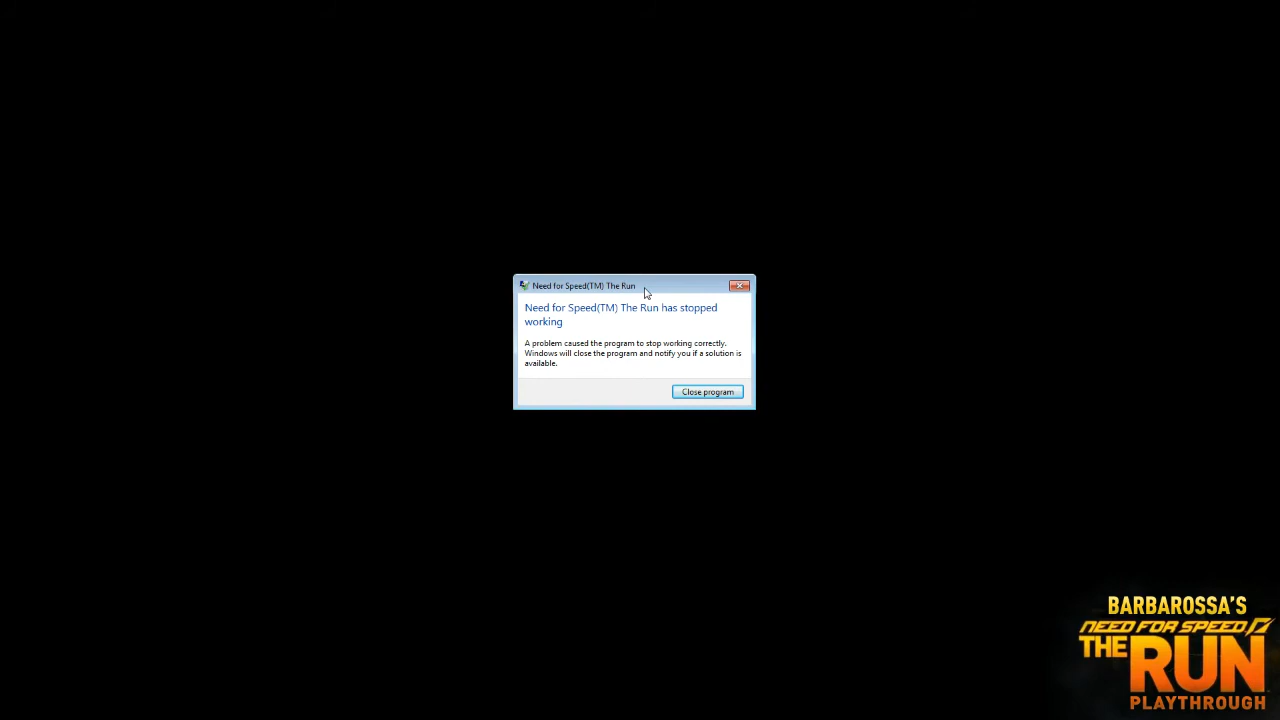 Need for Speed(TM) The Run
Need for Speed(TM) The Run has stopped
working
A problem caused the program to stop working correctly.
Windows will close the program and notify you if a solution is
available.
Close program
BARBAROSSA'S
NEED FOR SPEED
THE RUN
PLAYTHROUGH